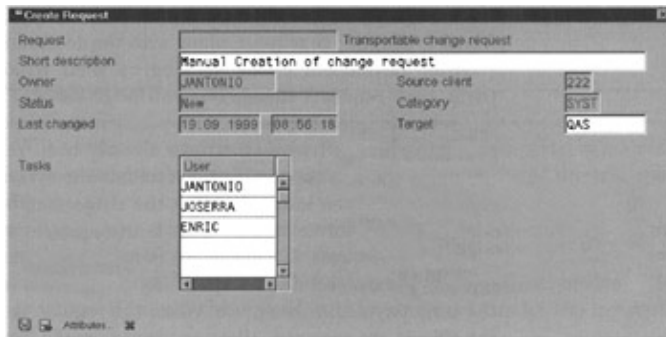 Create Request
Request Transportable change request
Short description Manual Creation of change request
Owner JANTONIO Source client 222
Status New Category SYST
Last changed 19.09.1999 08:56:18 Target QAS
Tasks User
JANTONIO
JOSERRA
ENRIC
Attributes...